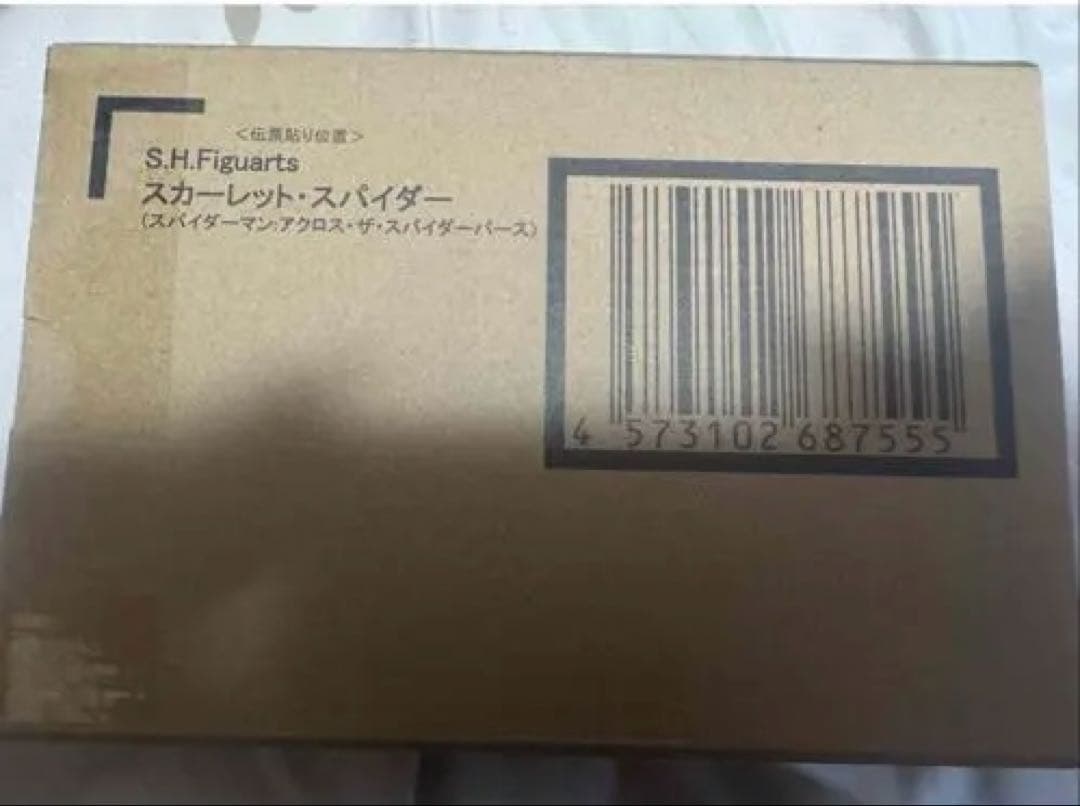 <伝票貼り位置>
S.H.Figuarts
スカーレット・スパイダー
(スパイダーマン:アクロス・ザ・スパイダーバース)
4 573102 687555